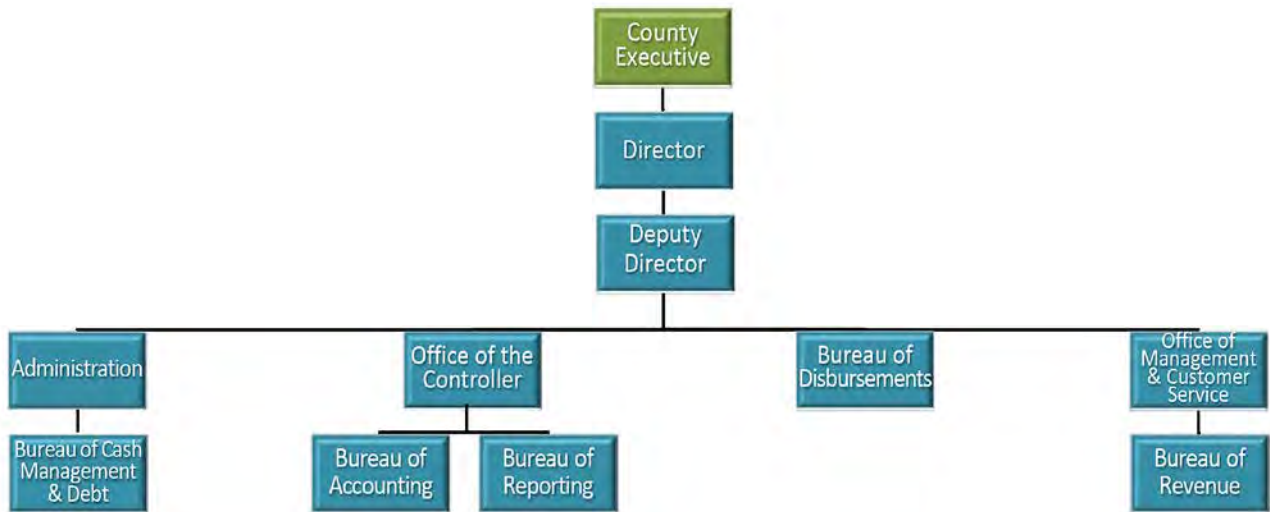 County
Executive
Director
Deputy
Director
Administration
Office of the
Controller
Bureau of
Disbursements
Office of
Management
& Customer
Service
Bureau of Cash
Management
& Debt
Bureau of
Accounting
Bureau of
Reporting
Bureau of
Revenue